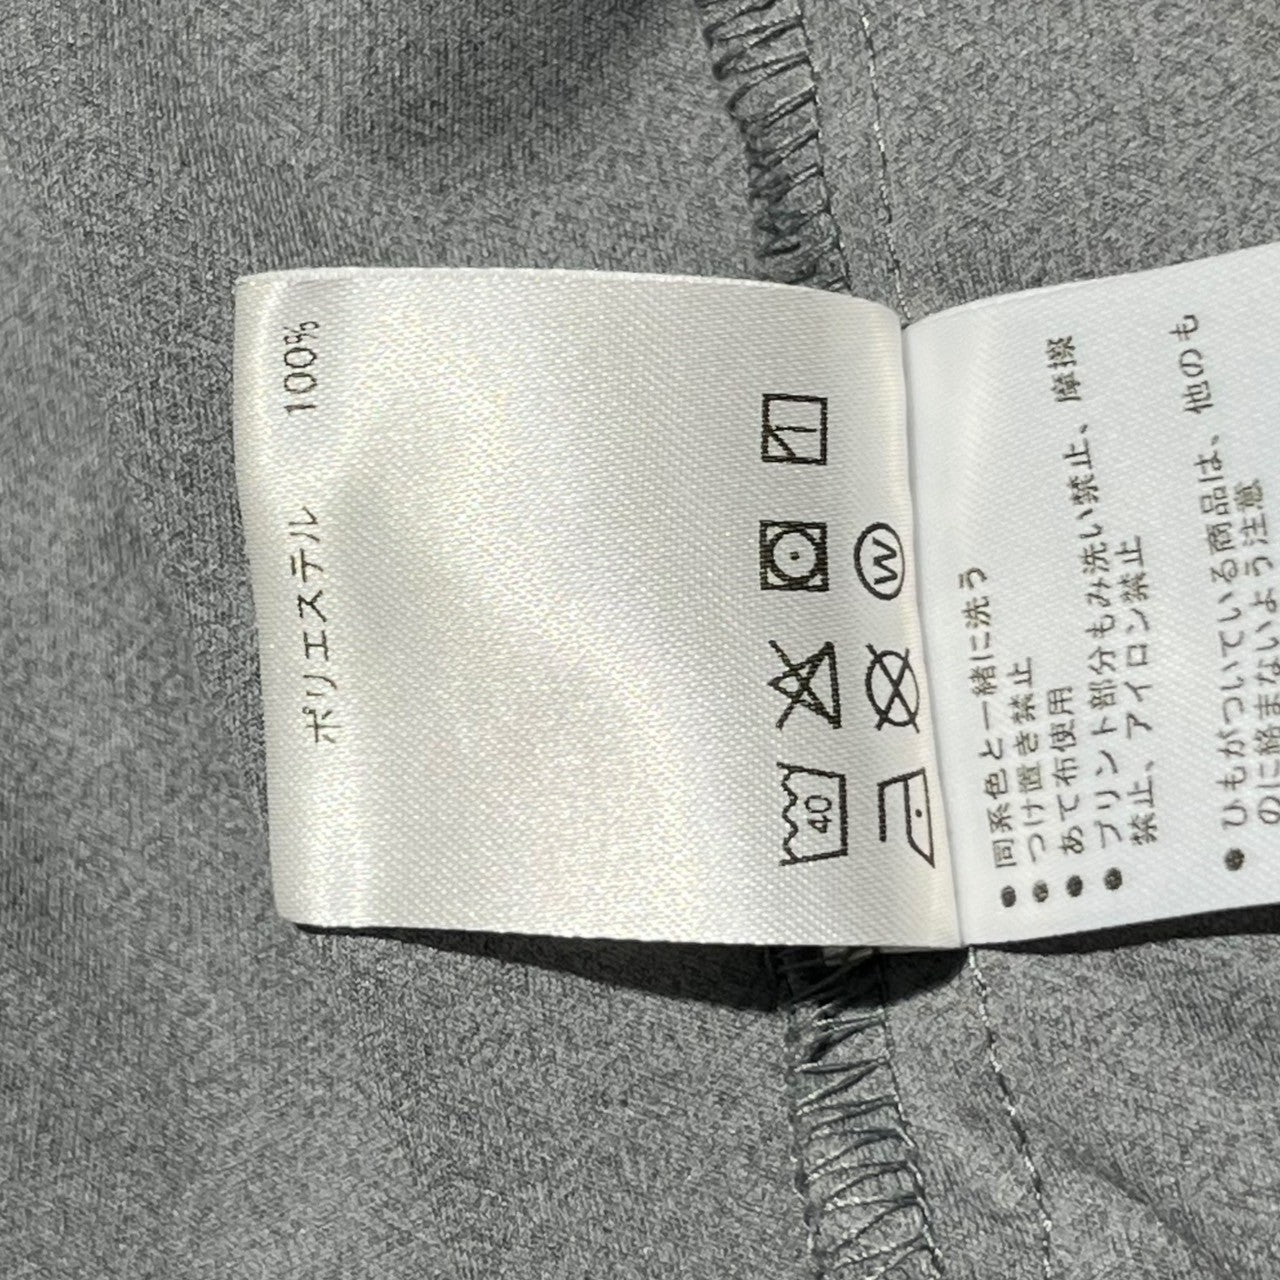 ポリエステル 100%
40
W
● 同系色と一緒に洗う
● つけ置き禁止
● あて布使用
● プリント部分もみ洗い禁止、摩擦
禁止、アイロン禁止
● ひもがついている商品は、他のも
のに絡まないよう注意